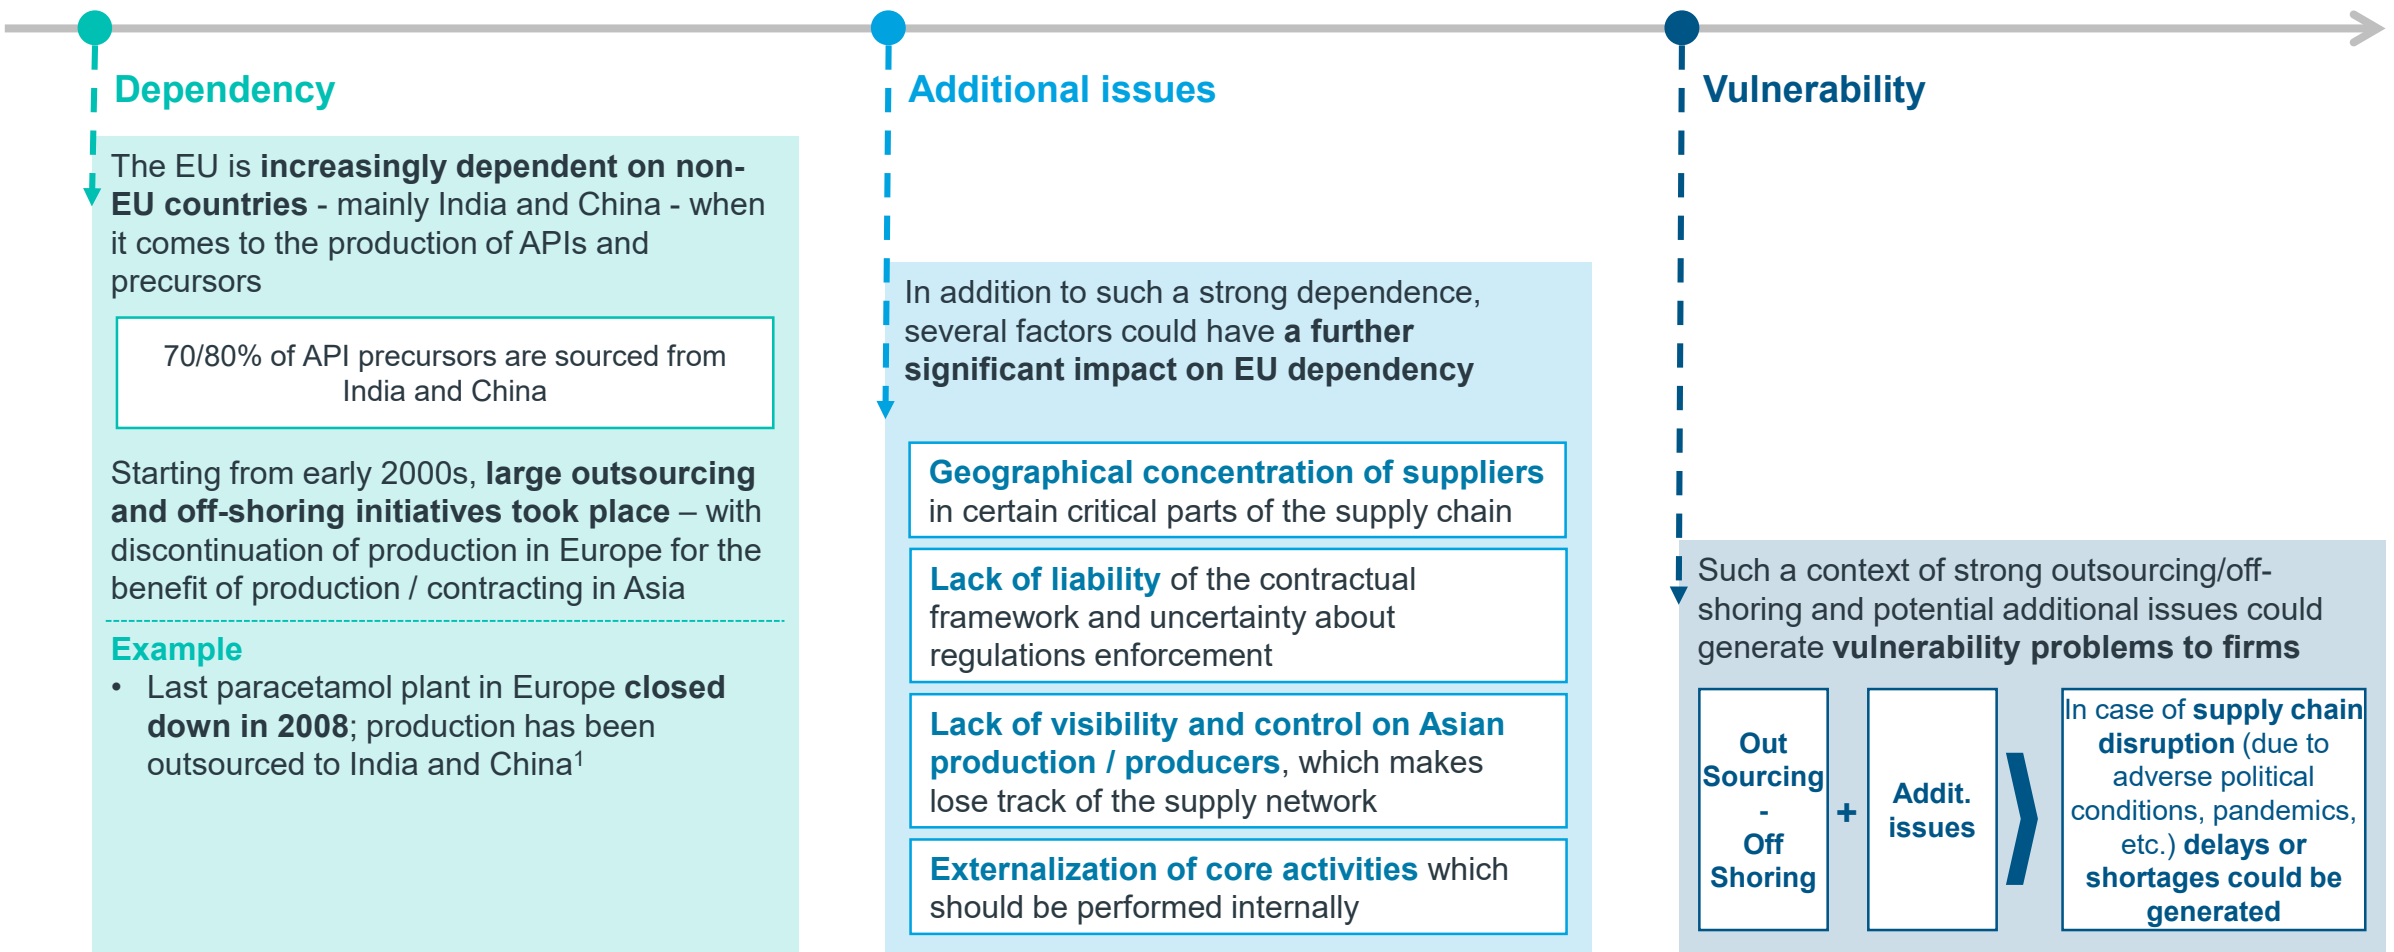 Dependency
The EU is increasingly dependent on non-
EU countries - mainly India and China - when
it comes to the production of APIs and
precursors
70/80% of API precursors are sourced from
India and China
Starting from early 2000s, large outsourcing
and off-shoring initiatives took place – with
discontinuation of production in Europe for the
benefit of production / contracting in Asia
Example
• Last paracetamol plant in Europe closed
down in 2008; production has been
outsourced to India and China¹
Additional issues
In addition to such a strong dependence,
several factors could have a further
significant impact on EU dependency
Geographical concentration of suppliers
in certain critical parts of the supply chain
Lack of liability of the contractual
framework and uncertainty about
regulations enforcement
Lack of visibility and control on Asian
production / producers, which makes
lose track of the supply network
Externalization of core activities which
should be performed internally
Vulnerability
Such a context of strong outsourcing/off-
shoring and potential additional issues could
generate vulnerability problems to firms
Out
Sourcing
-
Off
Shoring
+
Addit.
issues
In case of supply chain
disruption (due to
adverse political
conditions, pandemics,
etc.) delays or
shortages could be
generated